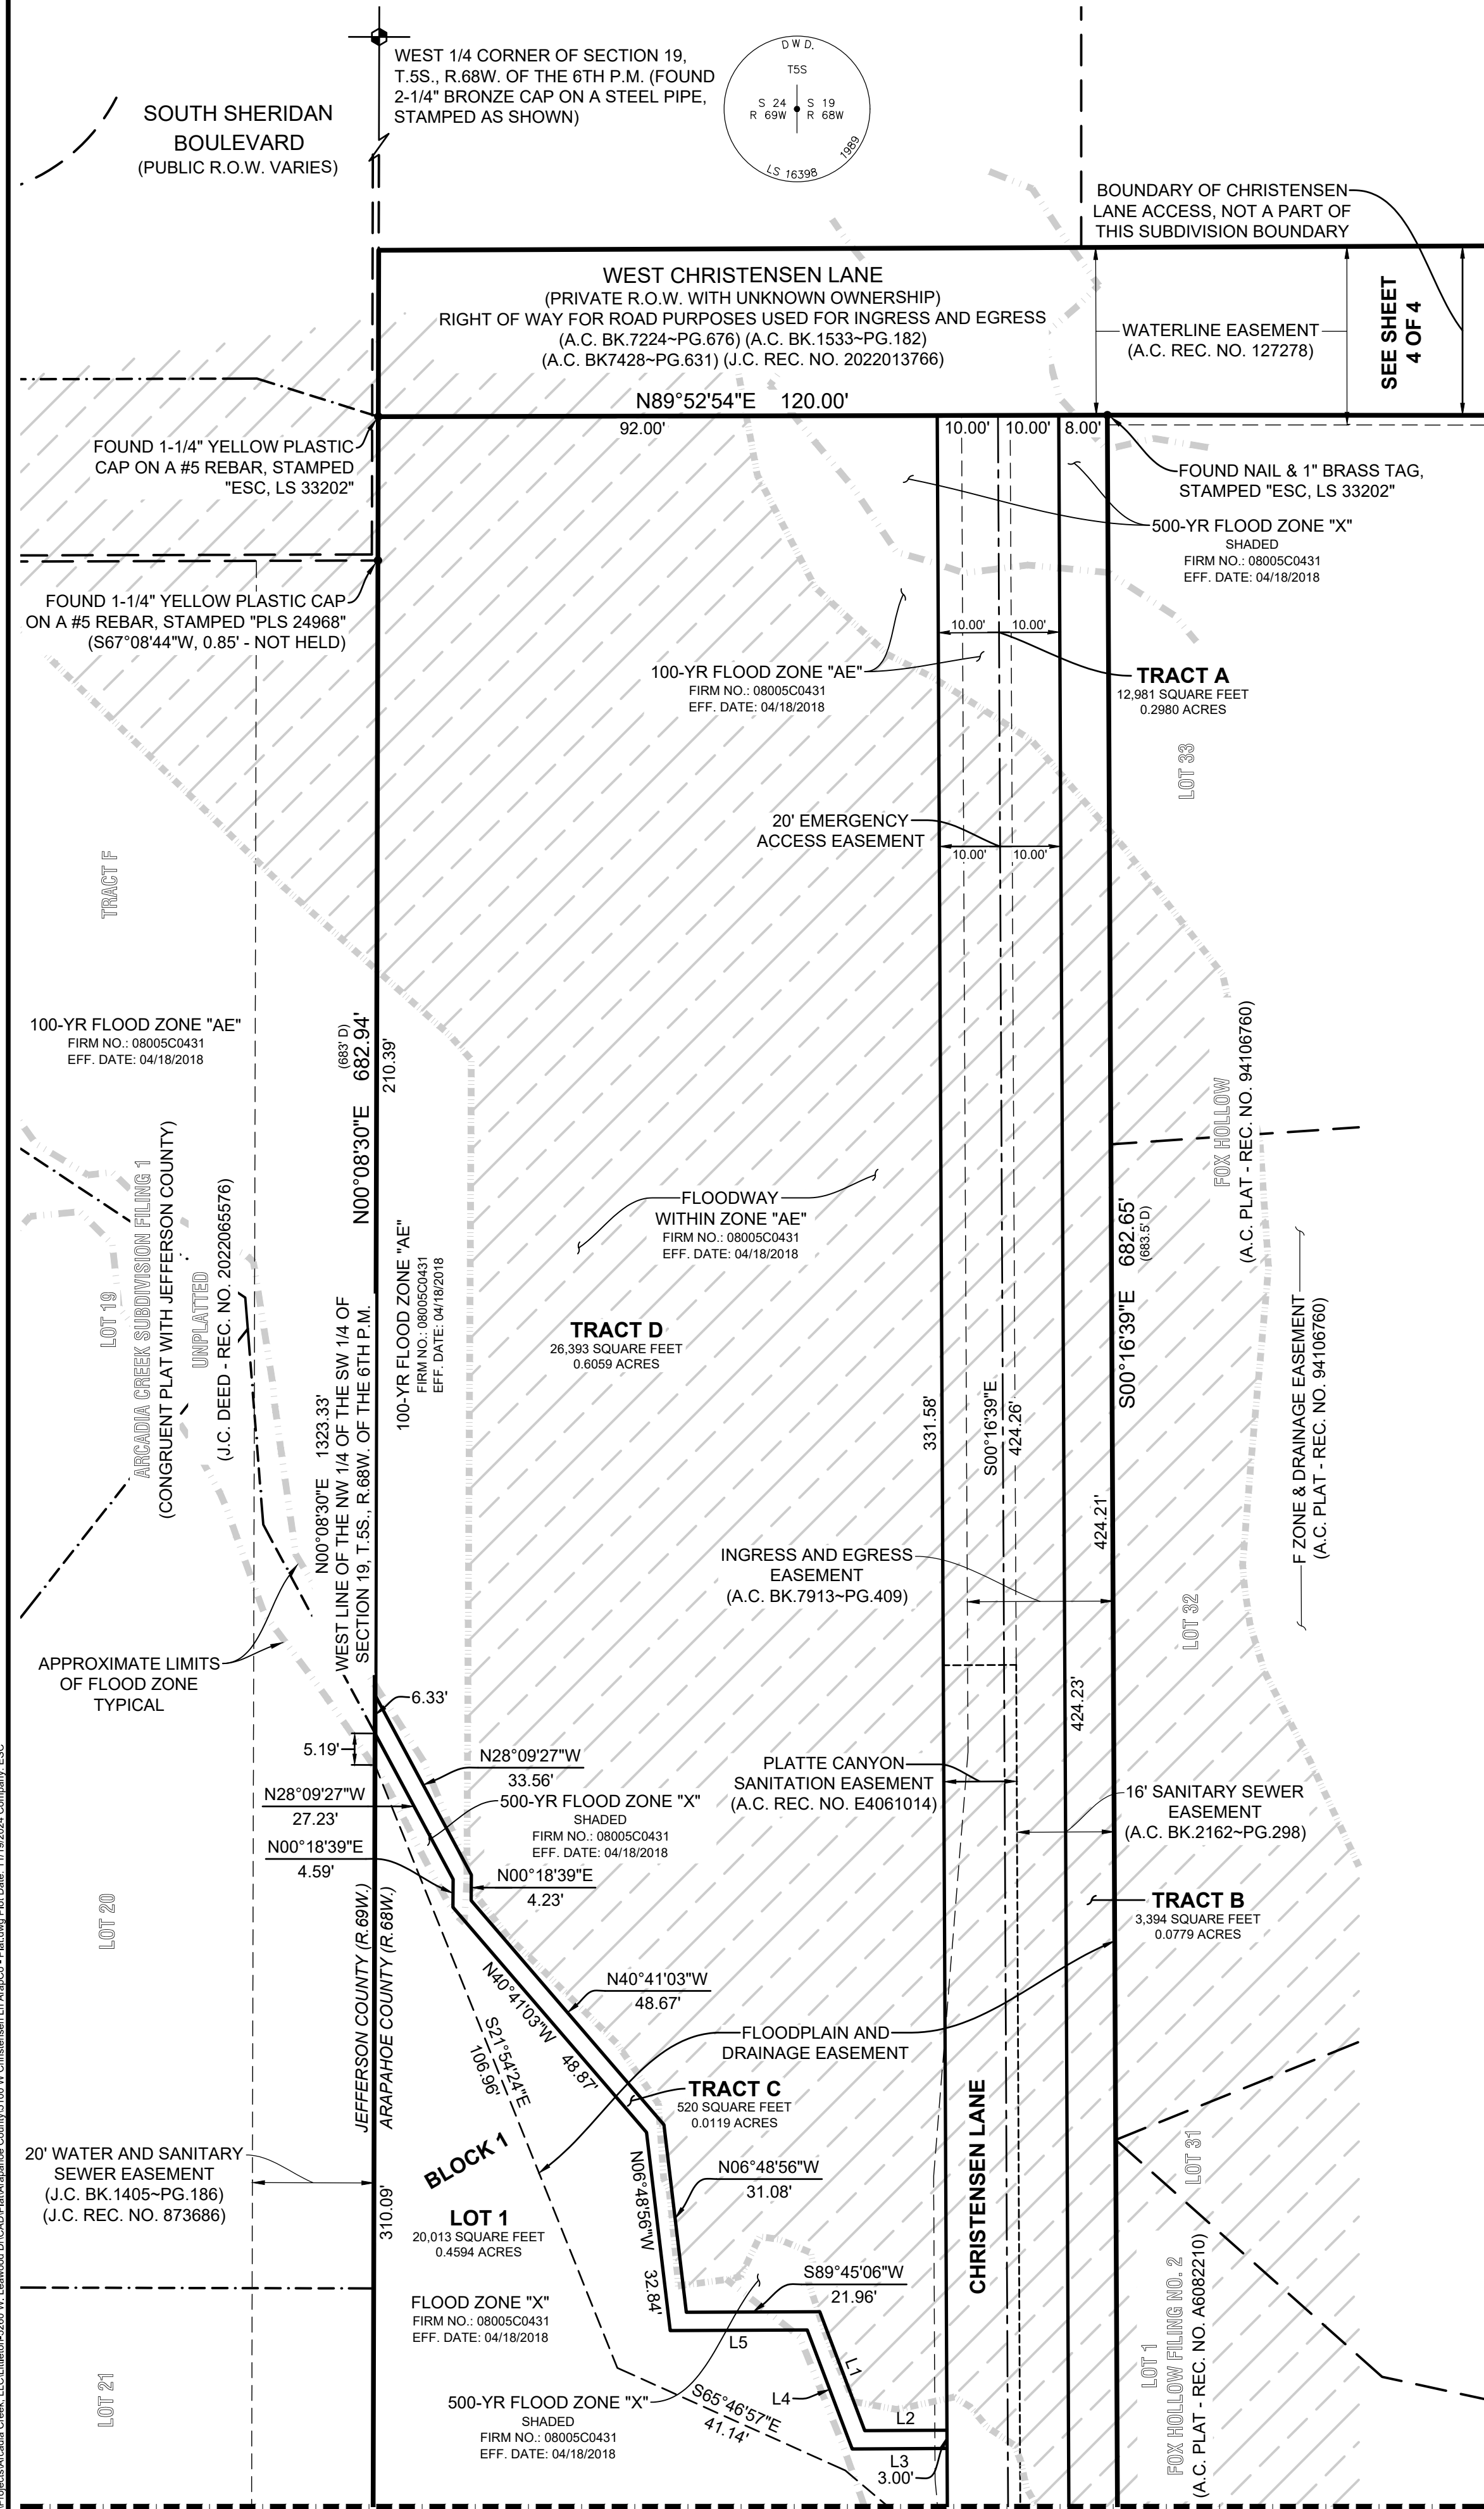 WEST 1/4 CORNER OF SECTION 19,
T.5S., R.68W. OF THE 6TH P.M. (FOUND
2-1/4" BRONZE CAP ON A STEEL PIPE,
STAMPED AS SHOWN)
D W D.
T5S
S 24 S 19
R 69W R 68W
1989
LS 16398
SOUTH SHERIDAN
BOULEVARD
(PUBLIC R.O.W. VARIES)
BOUNDARY OF CHRISTENSEN
LANE ACCESS, NOT A PART OF
THIS SUBDIVISION BOUNDARY
WEST CHRISTENSEN LANE
(PRIVATE R.O.W. WITH UNKNOWN OWNERSHIP)
RIGHT OF WAY FOR ROAD PURPOSES USED FOR INGRESS AND EGRESS
(A.C. BK.7224~PG.676) (A.C. BK.1533~PG.182)
(A.C. BK7428~PG.631) (J.C. REC. NO. 2022013766)
WATERLINE EASEMENT
(A.C. REC. NO. 127278)
SEE SHEET
4 OF 4
N89°52'54"E 120.00'
92.00'
10.00'
10.00'
8.00'
FOUND 1-1/4" YELLOW PLASTIC
CAP ON A #5 REBAR, STAMPED
"ESC, LS 33202"
FOUND NAIL & 1" BRASS TAG,
STAMPED "ESC, LS 33202"
500-YR FLOOD ZONE "X"
SHADED
FIRM NO.: 08005C0431
EFF. DATE: 04/18/2018
FOUND 1-1/4" YELLOW PLASTIC CAP
ON A #5 REBAR, STAMPED "PLS 24968"
(S67°08'44"W, 0.85' - NOT HELD)
10.00'
10.00'
100-YR FLOOD ZONE "AE"
FIRM NO.: 08005C0431
EFF. DATE: 04/18/2018
TRACT A
12,981 SQUARE FEET
0.2980 ACRES
LOT 33
20' EMERGENCY
ACCESS EASEMENT
10.00'
10.00'
TRACT F
100-YR FLOOD ZONE "AE"
FIRM NO.: 08005C0431
EFF. DATE: 04/18/2018
(683' D)
N00°08'30"E 682.94'
210.39'
FOX HOLLOW
(A.C. PLAT - REC. NO. 94106760)
LOT 19
ARCADIA CREEK SUBDIVISION FILING 1
(CONGRUENT PLAT WITH JEFFERSON COUNTY)
UNPLATTED
(J.C. DEED - REC. NO. 2022065576)
100-YR FLOOD ZONE "AE"
FIRM NO.: 08005C0431
EFF. DATE: 04/18/2018
FLOODWAY
WITHIN ZONE "AE"
FIRM NO.: 08005C0431
EFF. DATE: 04/18/2018
S00°16'39"E 682.65'
(683.5' D)
TRACT D
26,393 SQUARE FEET
0.6059 ACRES
F ZONE & DRAINAGE EASEMENT
(A.C. PLAT - REC. NO. 94106760)
N00°08'30"E 1323.33'
WEST LINE OF THE NW 1/4 OF THE SW 1/4 OF
SECTION 19, T.5S., R.68W. OF THE 6TH P.M.
331.58'
S00°16'39"E
424.26'
424.21'
INGRESS AND EGRESS
EASEMENT
(A.C. BK.7913~PG.409)
LOT 32
APPROXIMATE LIMITS
OF FLOOD ZONE
TYPICAL
6.33'
424.23'
5.19'
N28°09'27"W
33.56'
PLATTE CANYON
SANITATION EASEMENT
(A.C. REC. NO. E4061014)
N28°09'27"W
27.23'
500-YR FLOOD ZONE "X"
SHADED
FIRM NO.: 08005C0431
EFF. DATE: 04/18/2018
16' SANITARY SEWER
EASEMENT
(A.C. BK.2162~PG.298)
N00°18'39"E
4.59'
N00°18'39"E
4.23'
LOT 20
TRACT B
3,394 SQUARE FEET
0.0779 ACRES
JEFFERSON COUNTY (R.69W.)
ARAPAHOE COUNTY (R.68W.)
N40°41'03"W
48.67'
N40°41'03"W 48.87'
S21°54'24"E
106.96'
FLOODPLAIN AND
DRAINAGE EASEMENT
TRACT C
520 SQUARE FEET
0.0119 ACRES
CHRISTENSEN LANE
LOT 31
20' WATER AND SANITARY
SEWER EASEMENT
(J.C. BK.1405~PG.186)
(J.C. REC. NO. 873686)
310.09'
BLOCK 1
LOT 1
20,013 SQUARE FEET
0.4594 ACRES
N06°48'56"W
31.08'
N06°48'56"W 32.84'
S89°45'06"W
21.96'
FLOOD ZONE "X"
FIRM NO.: 08005C0431
EFF. DATE: 04/18/2018
L5
L1
L4
L2
L3
3.00'
LOT 21
500-YR FLOOD ZONE "X"
SHADED
FIRM NO.: 08005C0431
EFF. DATE: 04/18/2018
S65°46'57"E
41.14'
LOT 1
FOX HOLLOW FILING NO. 2
(A.C. PLAT - REC. NO. A6082210)